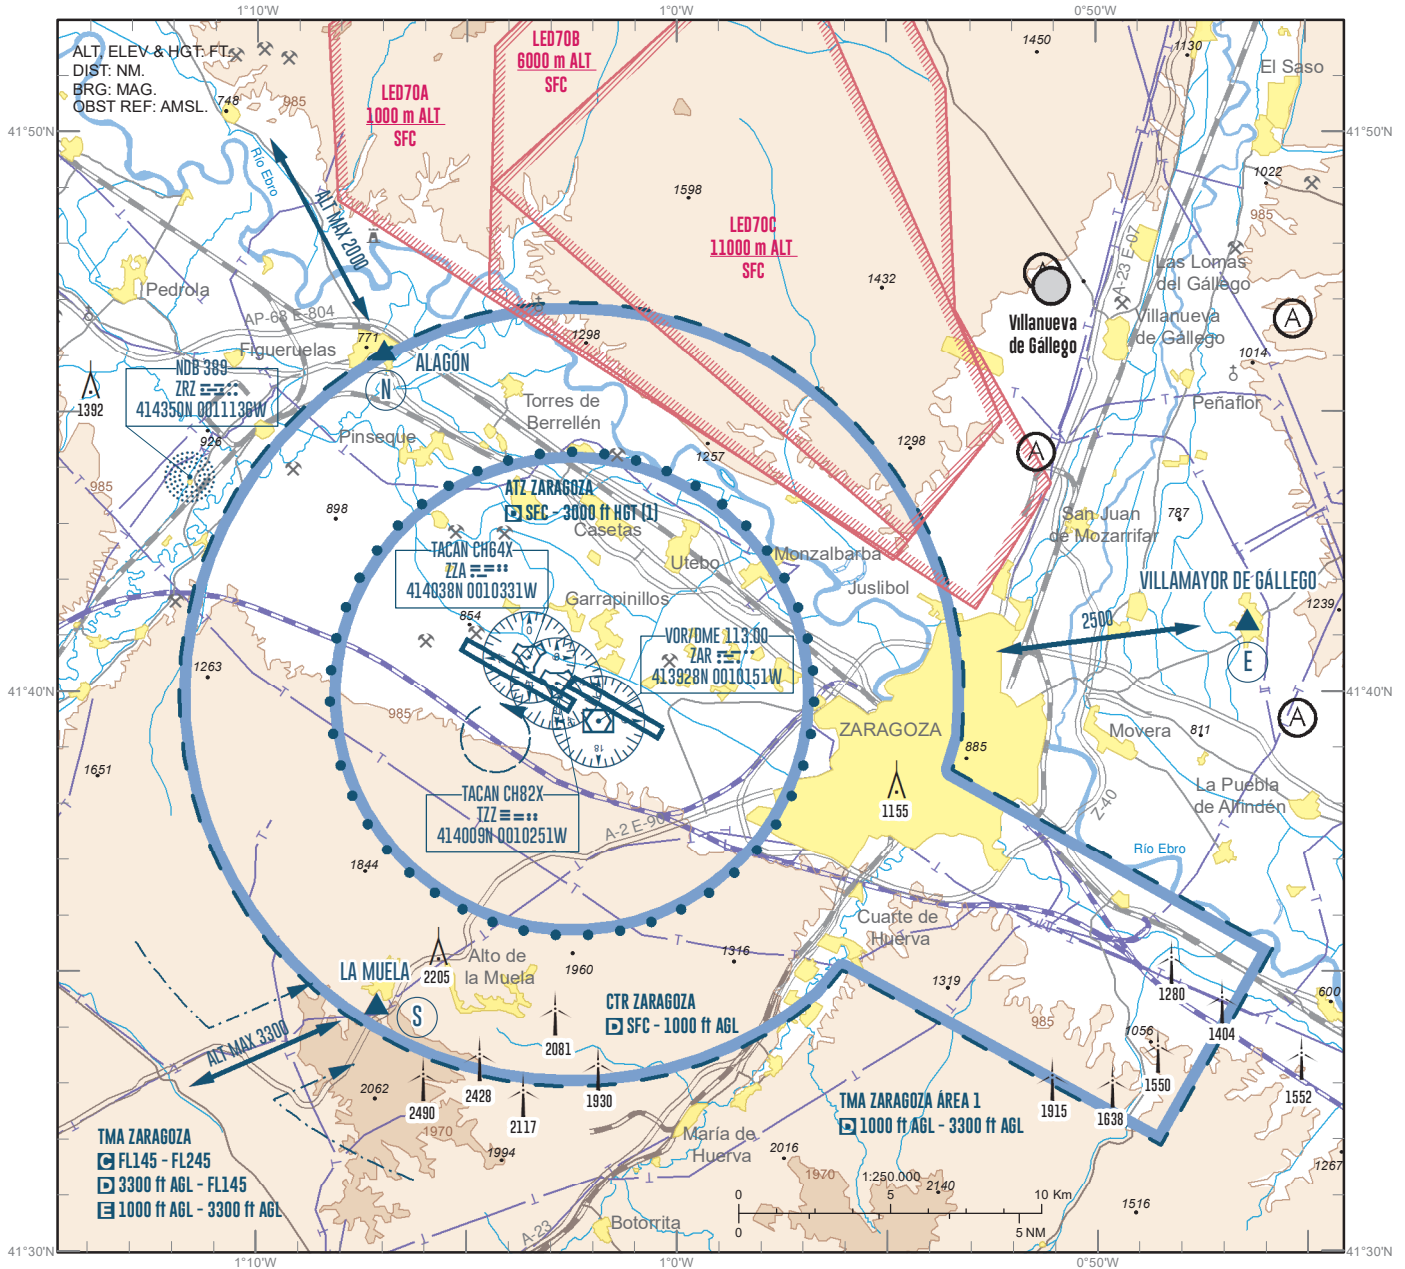 1°10'W
1°0'W
0°50'W
ALT, ELEV & HGT: FT.
DIST: NM.
BRG: MAG.
OBST REF: AMSL.
748
985
LED70A
1000 m ALT
SFC
LED70B
6000 m ALT
SFC
1450
1130
El Saso
41°50'N
41°50'N
Río Ebro
ALT MAX 2000
1598
1022
985
LED70C
11000 m ALT
SFC
1432
A-23 E-07
Las Lomas
del Gállego
Pedrola
AP-68 E-804
Villanueva
de Gállego
Villanueva
de Gállego
A
Figueruelas
771
ALAGÓN
N
1298
1014
Peñaflor
NDB 389
ZRZ
414350N 0011136W
1392
926
Torres de
Berrellén
Pinseque
1257
1298
A
985
898
ATZ ZARAGOZA
D SFC - 3000 ft HGT (1)
Casetas
San Juan
de Mozarrifar
787
TACAN CH64X
ZZA
414038N 0010331W
Utebo
Monzalbarba
Juslibol
VILLAMAYOR DE GÁLLEGO
1239
Garrapinillos
854
2500
E
VOR/DME 113.00
ZAR
413928N 0010151W
1263
41°40'N
41°40'N
985
ZARAGOZA
885
Movera
811
A
1651
1155
La Puebla
de Alfindén
TACAN CH82X
TZZ
414009N 0010251W
A-2 E-90
Z-40
Río Ebro
1844
Cuarte de
Huerva
1316
1319
2205
Alto de
la Muela
1960
LA MUELA
S
1280
600
CTR ZARAGOZA
D SFC - 1000 ft AGL
985
1056
1404
ALT MAX 3300
2081
1550
1552
2062
2490
2428
2117
1930
1915
1638
TMA ZARAGOZA ÁREA 1
D 1000 ft AGL - 3300 ft AGL
1970
1994
María de
Huerva
2016
1267
TMA ZARAGOZA
C FL145 - FL245
D 3300 ft AGL - FL145
E 1000 ft AGL - 3300 ft AGL
1970
1:250.000
2140
0 5 10 Km
0 5 NM
1516
A-23
Botorrita
41°30'N
41°30'N
1°10'W
1°0'W
0°50'W